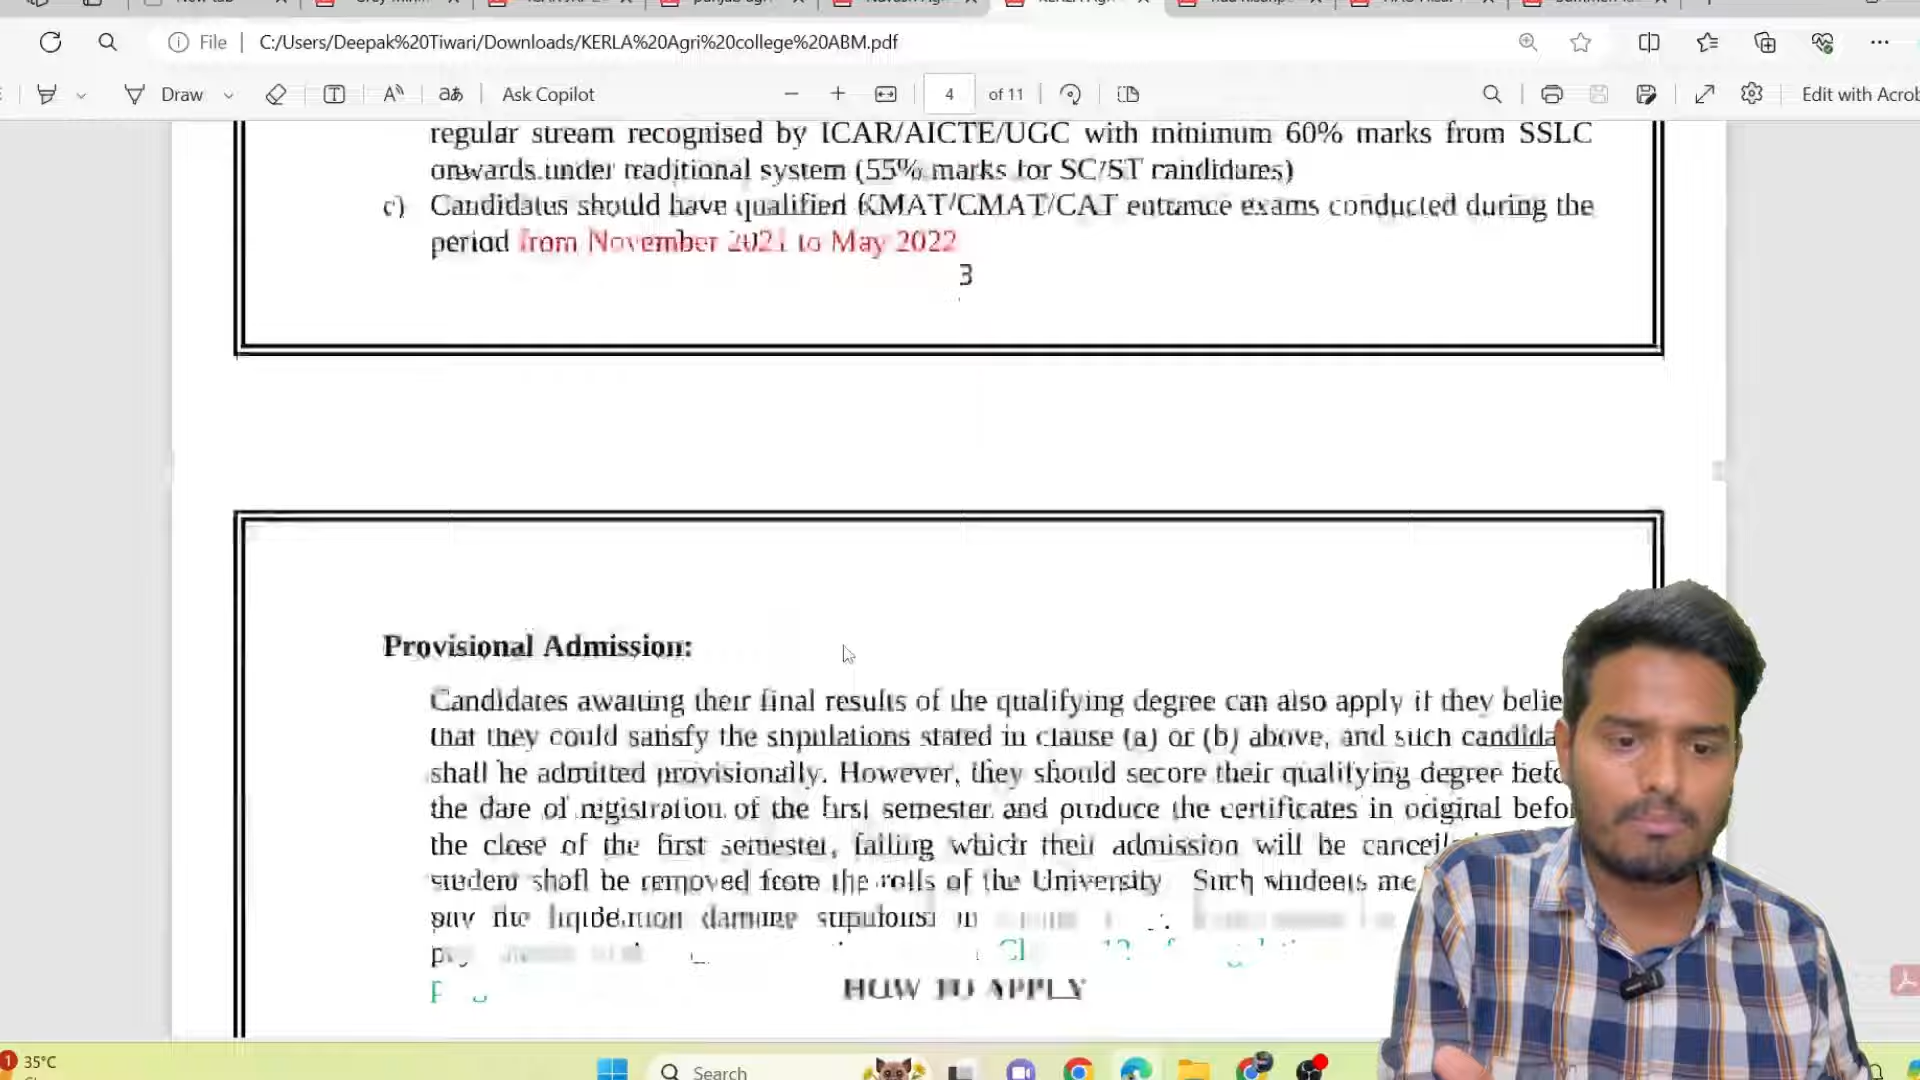 File C:/Users/Deepak%20Tiwari/Downloads/KERLA%20Agri%20college%20ABM.pdf
Draw Ask Copilot 4 of 11 Edit with Acrob
regular stream recognised by ICAR/AICTE/UGC with minimum 60% marks from SSLC
onwards under traditional system (55% marks for SC/ST candidates)
c) Candidates should have qualified KMAT/CMAT/CAT entrance exams conducted during the
period from November 2021 to May 2022
3
Provisional Admission:
Candidates awaiting their final results of the qualifying degree can also apply if they belie
that they could satisfy the stipulations stated in clause (a) or (b) above, and such candida
shall be admitted provisionally. However, they should secure their qualifying degree befo
the date of registration of the first semester and produce the certificates in original befor
the close of the first semester, failing which their admission will be cancell
student shall be removed from the rolls of the University Such students are
HOW TO APPLY
1
35°C
Search